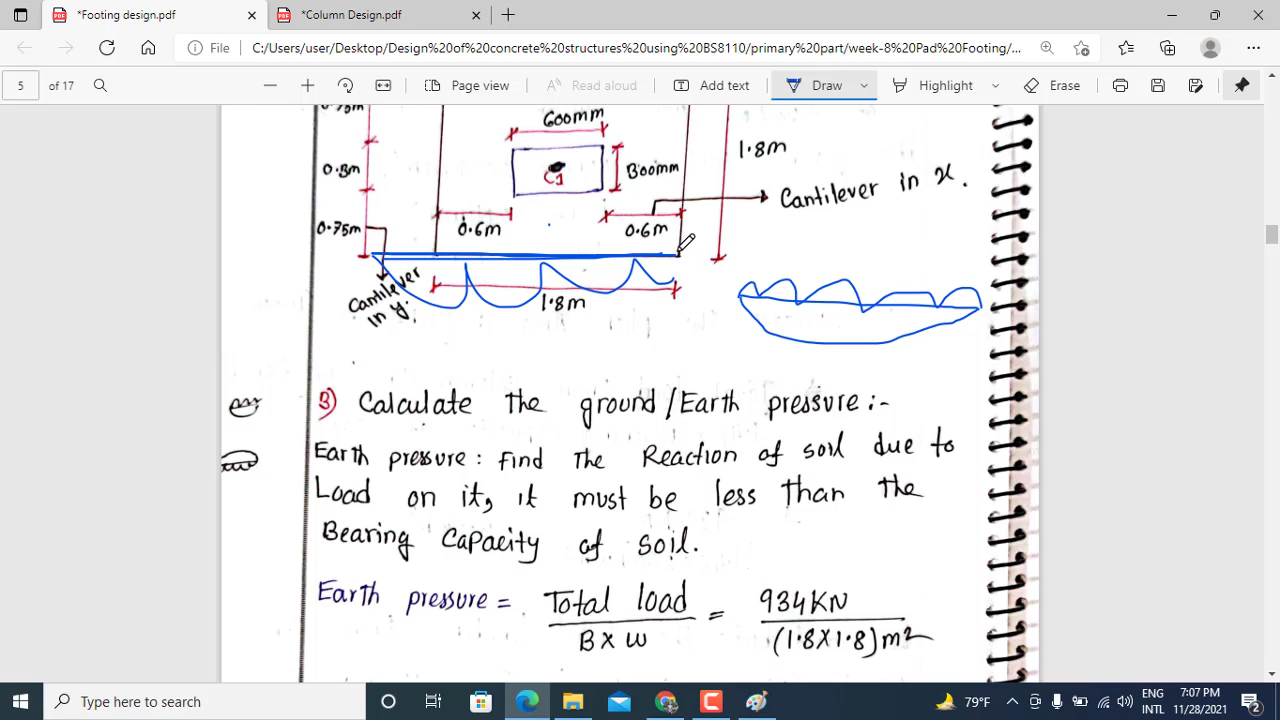 *Footing design.pdf
*Column Design.pdf
File
C:/Users/user/Desktop/Design%20of%20concrete%20structures%20using%20BS8110/primary%20part/week-8%20Pad%20Footing/...
5 of 17
Page view
Read aloud
Add text
Draw
Highlight
Erase
0.75m
600mm
1.8m
0.3m
C1
B00mm
Cantilever in x.
0.75m
0.6m
0.6m
Cantilever
in y.
1.8m
3) Calculate the ground/Earth pressure:-
Earth pressure: Find The Reaction of soil due to
Load on it, it must be less than the
Bearing Capacity of soil.
Earth pressure = Total load / B x w = 934KN / (1.8x1.8)m2
Type here to search
79°F
ENG
INTL
7:07 PM
11/28/2021
2